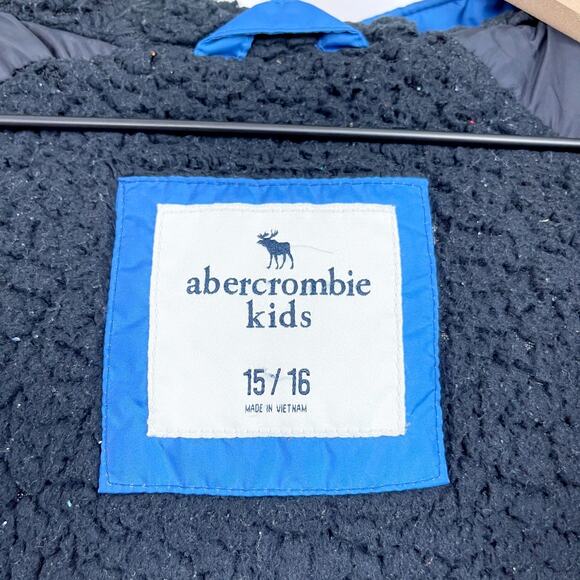 abercrombie
kids
15 / 16
MADE IN VIETNAM